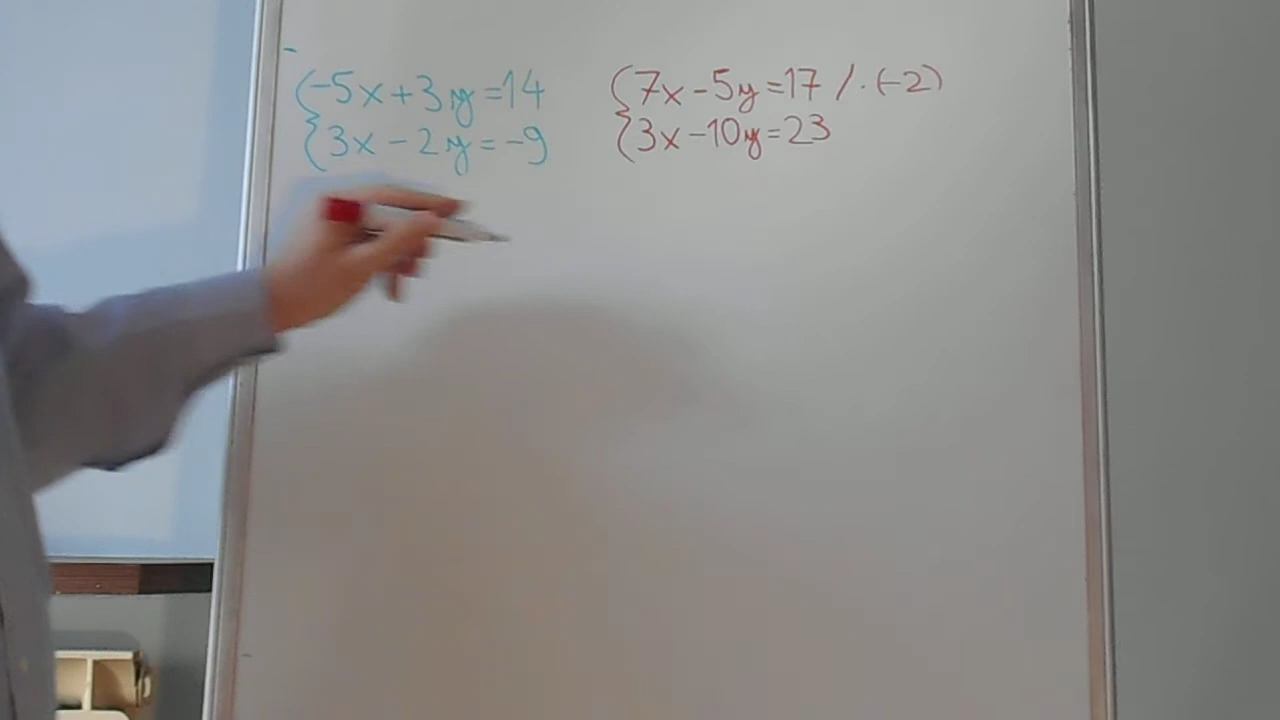 -5x+3y=14
3x-2y=-9
7x-5y=17 /·(-2)
3x-10y=23